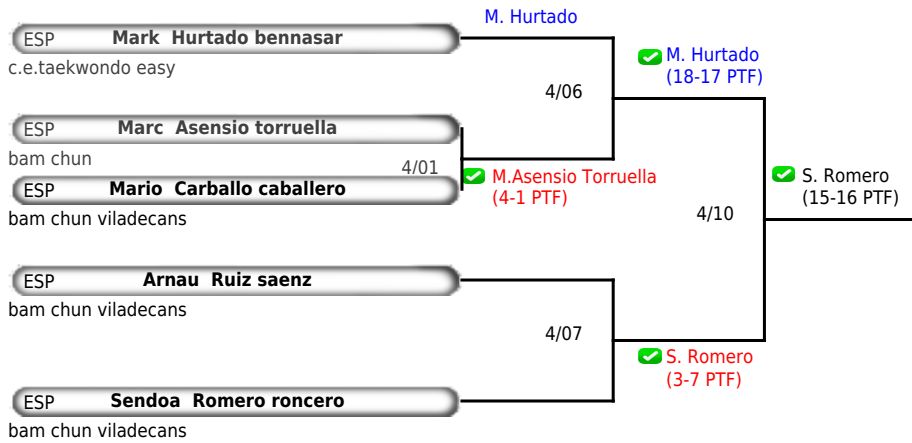 M. Hurtado
ESP Mark Hurtado bennasar
c.e.taekwondo easy
M. Hurtado
(18-17 PTF)
4/06
ESP Marc Asensio torruella
bam chun
4/01
M.Asensio Torruella
(4-1 PTF)
ESP Mario Carballo caballero
bam chun viladecans
S. Romero
(15-16 PTF)
4/10
ESP Arnau Ruiz saenz
bam chun viladecans
4/07
S. Romero
(3-7 PTF)
ESP Sendoa Romero roncero
bam chun viladecans